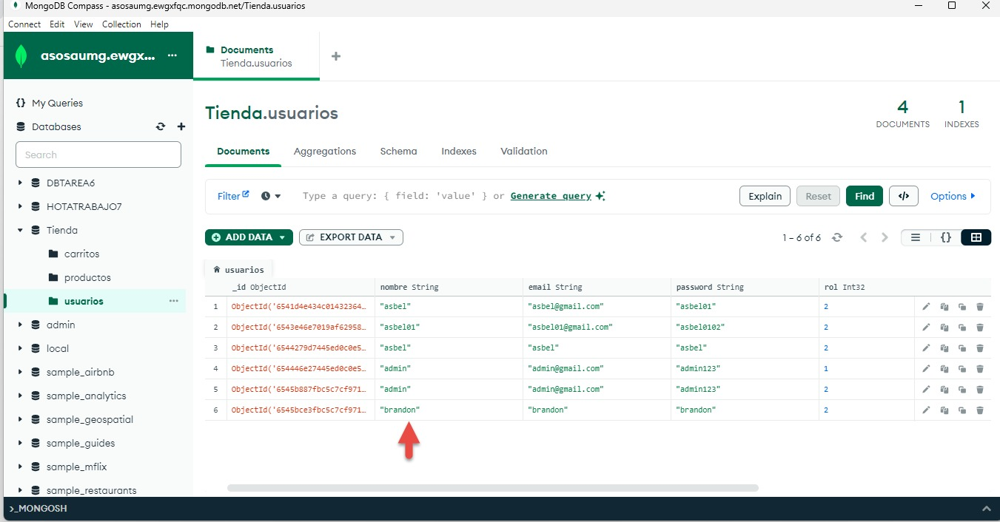 MongoDB Compass - asosaumg.ewgxfqc.mongodb.net/Tienda.usuarios
Connect Edit View Collection Help
asosaumg.ewgx... ...
Documents
Tienda.usuarios
{} My Queries
Databases
Search
DBTAREA6
HOTATRABAJO7
Tienda
carritos
productos
usuarios ...
admin
local
sample_airbnb
sample_analytics
sample_geospatial
sample_guides
sample_mflix
sample_restaurants
Tienda.usuarios
4 1
DOCUMENTS INDEXES
Documents Aggregations Schema Indexes Validation
Filter Type a query: { field: 'value' } or Generate query Explain Reset Find </> Options
ADD DATA EXPORT DATA 1 – 6 of 6 {}
usuarios
_id ObjectId nombre String email String password String rol Int32
1 ObjectId('6541d4e434c01432364… "asbel" "asbel@gmail.com" "asbel01" 2
2 ObjectId('6543e46e7019af62958… "asbel01" "asbel01@gmail.com" "asbel0102" 2
3 ObjectId('6544279d7445ed0c0e5… "asbel" "asbel" "asbel" 2
4 ObjectId('654446e27445ed0c0e5… "admin" "admin@gmail.com" "admin123" 1
5 ObjectId('6545b887fbc5c7cf971… "admin" "admin@gmail.com" "admin123" 2
6 ObjectId('6545bce3fbc5c7cf971… "brandon" "brandon" "brandon" 2
>_MONGOSH